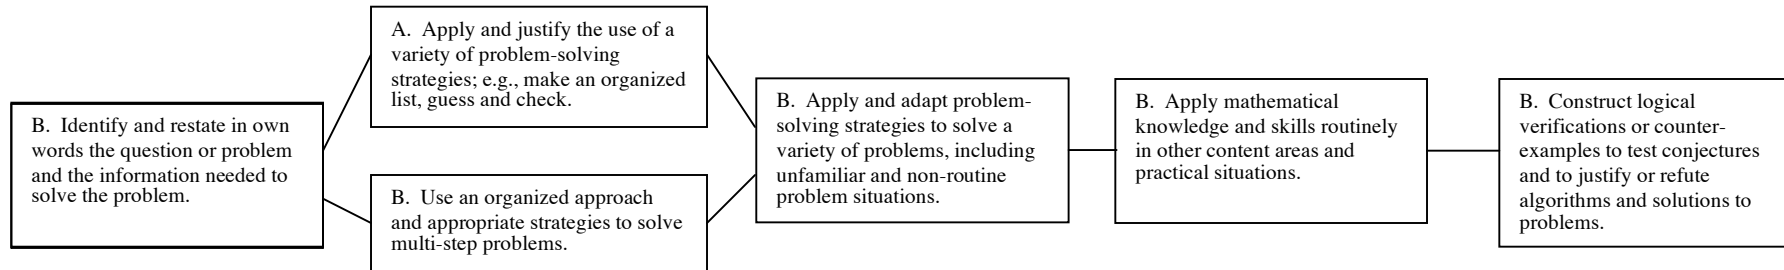 B. Identify and restate in own
words the question or problem
and the information needed to
solve the problem.
A. Apply and justify the use of a
variety of problem-solving
strategies; e.g., make an organized
list, guess and check.
B. Use an organized approach
and appropriate strategies to solve
multi-step problems.
B. Apply and adapt problem-
solving strategies to solve a
variety of problems, including
unfamiliar and non-routine
problem situations.
B. Apply mathematical
knowledge and skills routinely
in other content areas and
practical situations.
B. Construct logical
verifications or counter-
examples to test conjectures
and to justify or refute
algorithms and solutions to
problems.